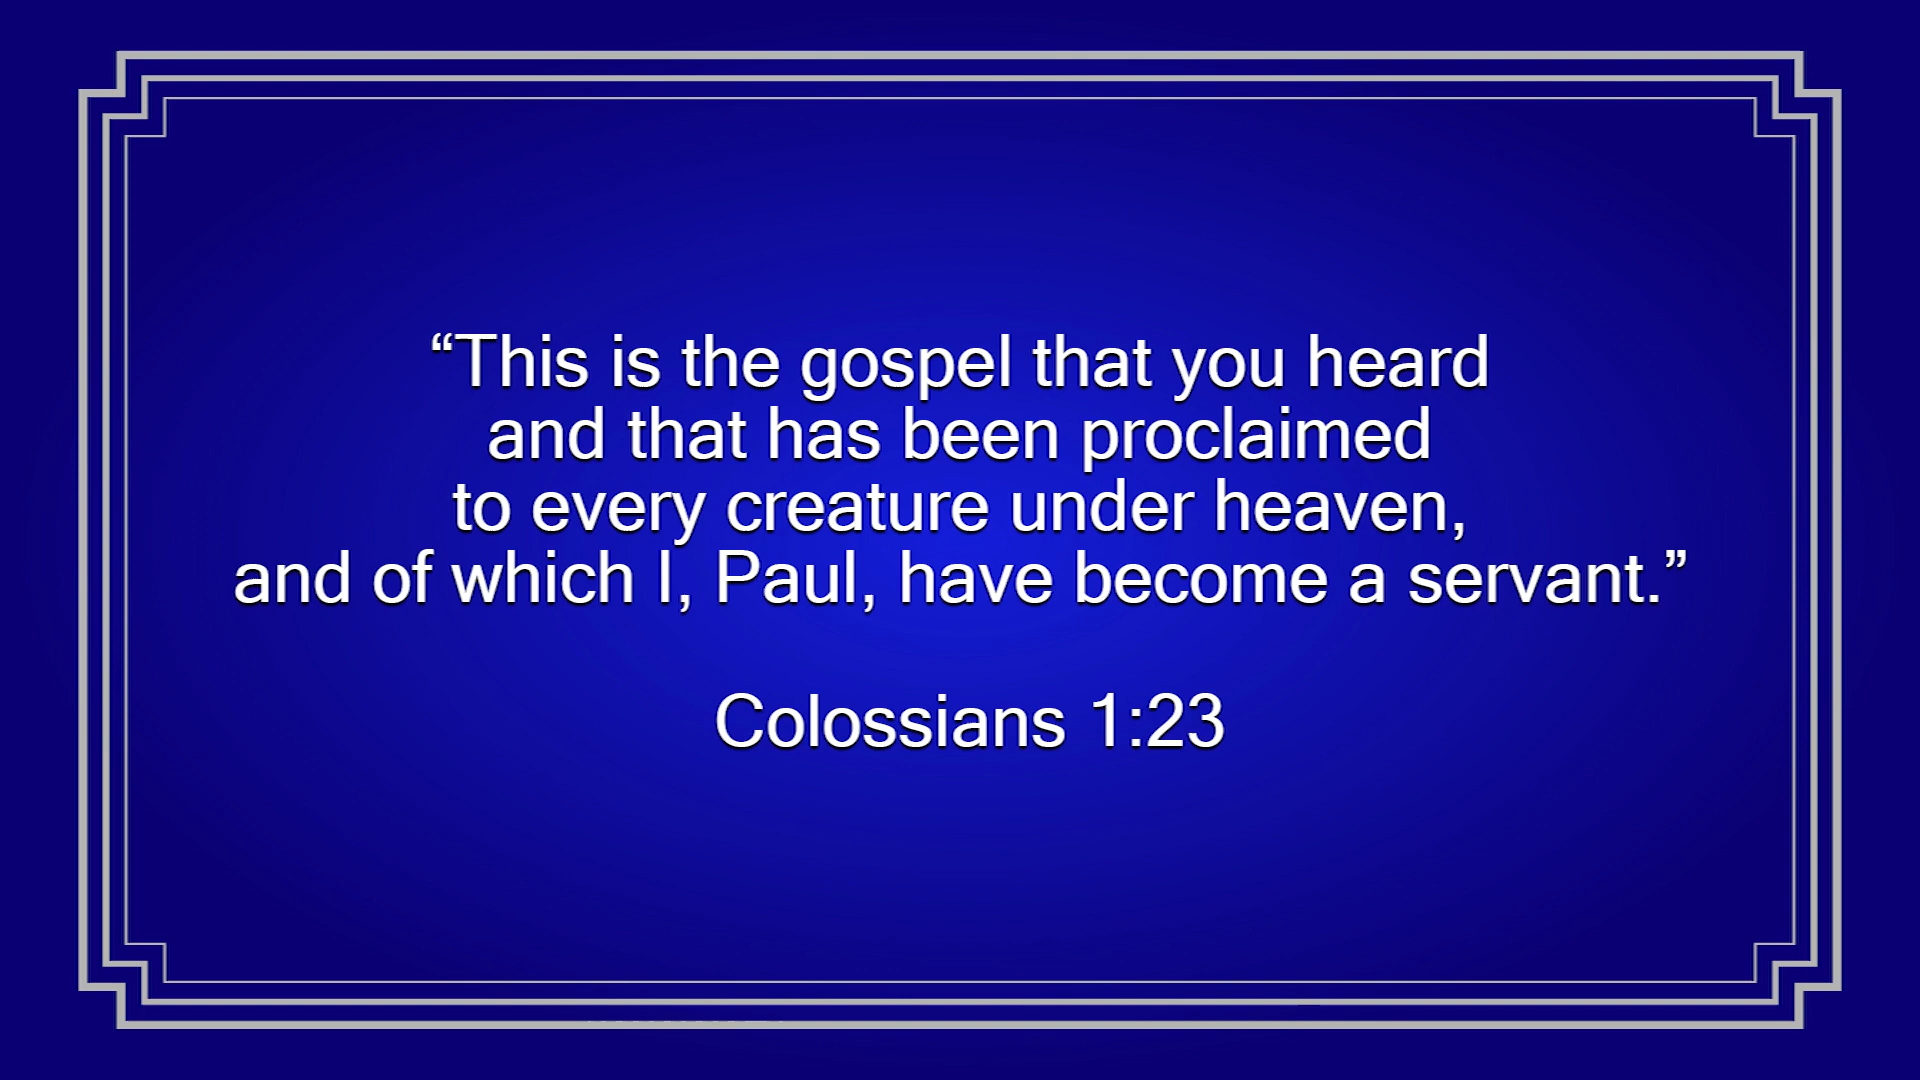 “This is the gospel that you heard
and that has been proclaimed
to every creature under heaven,
and of which I, Paul, have become a servant.”
Colossians 1:23